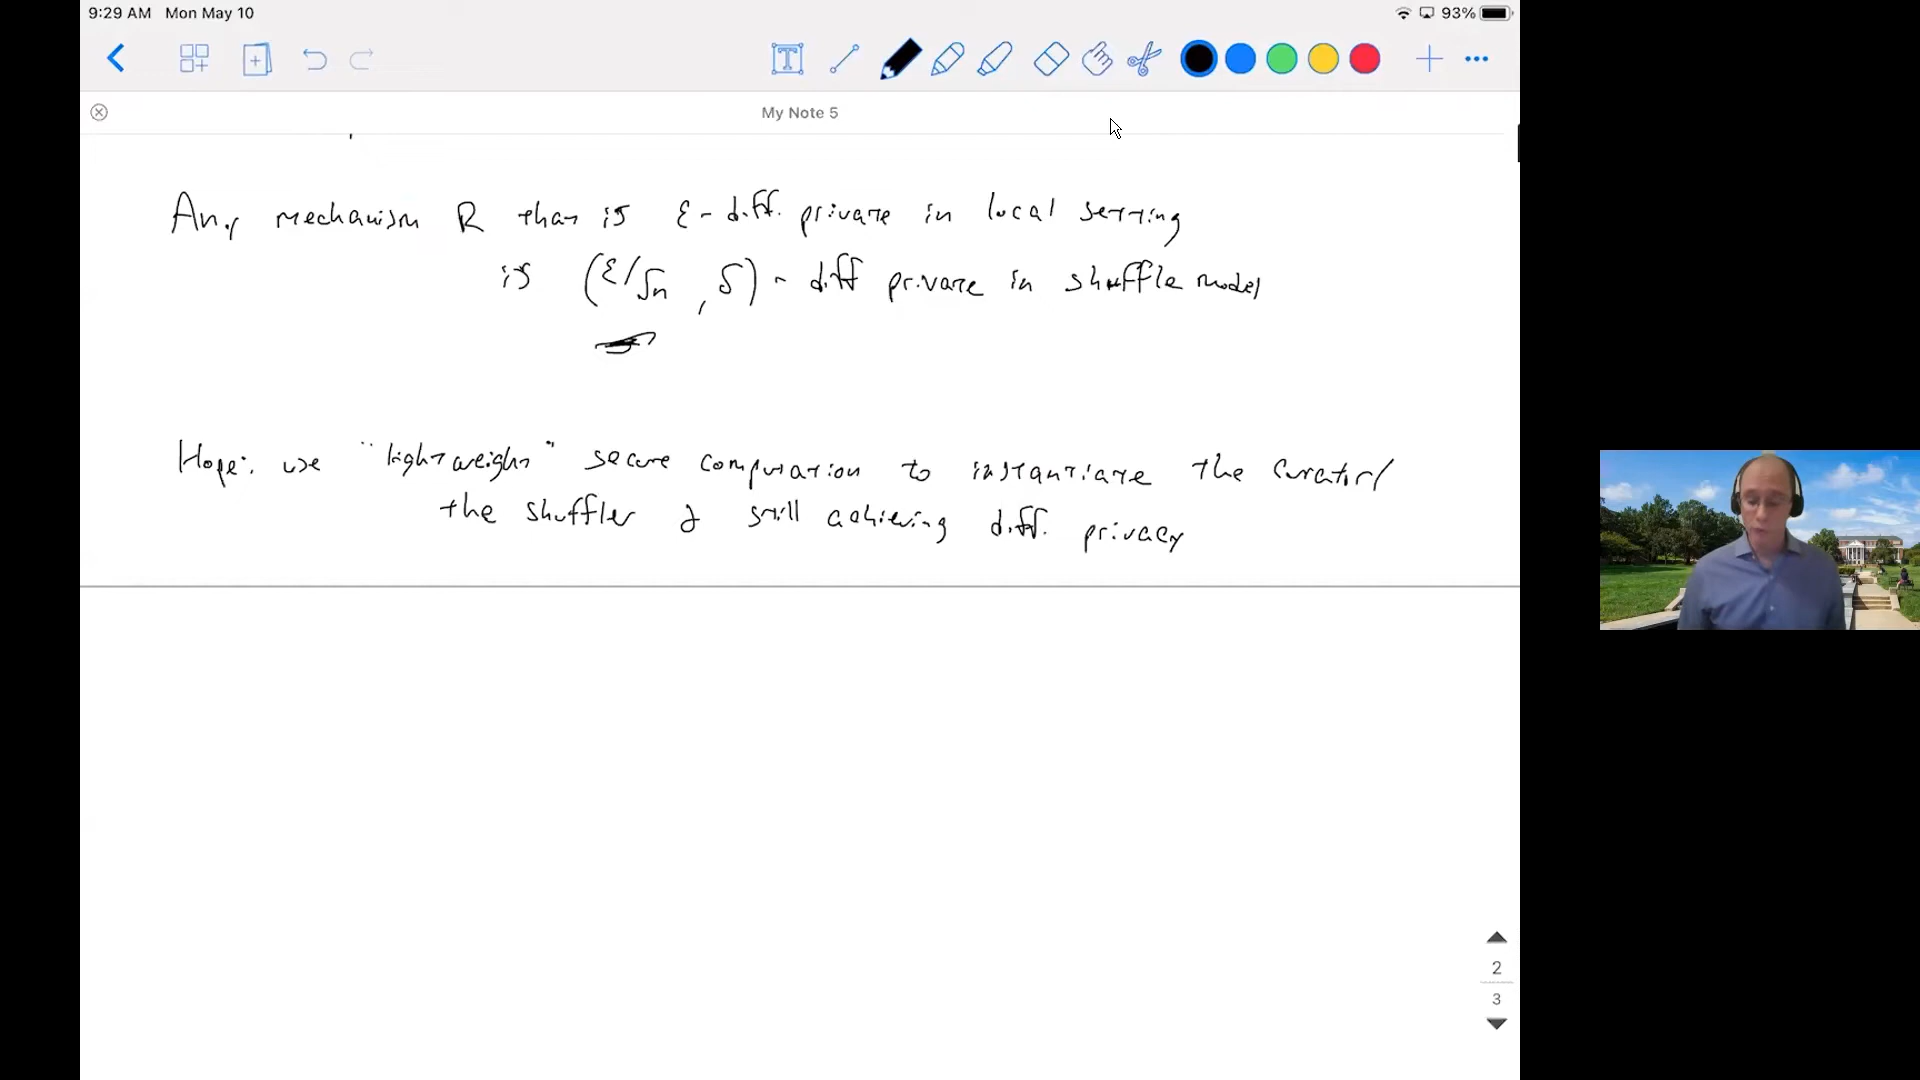 9:29 AM Mon May 10
93%
T
My Note 5
Any mechanism R that is ε-diff. private in local setting
is (ε/√n, δ)-diff private in shuffle model
Hope: use "lightweight" secure computation to instantiate the curator/
the shuffler & still achieving diff. privacy
2
3